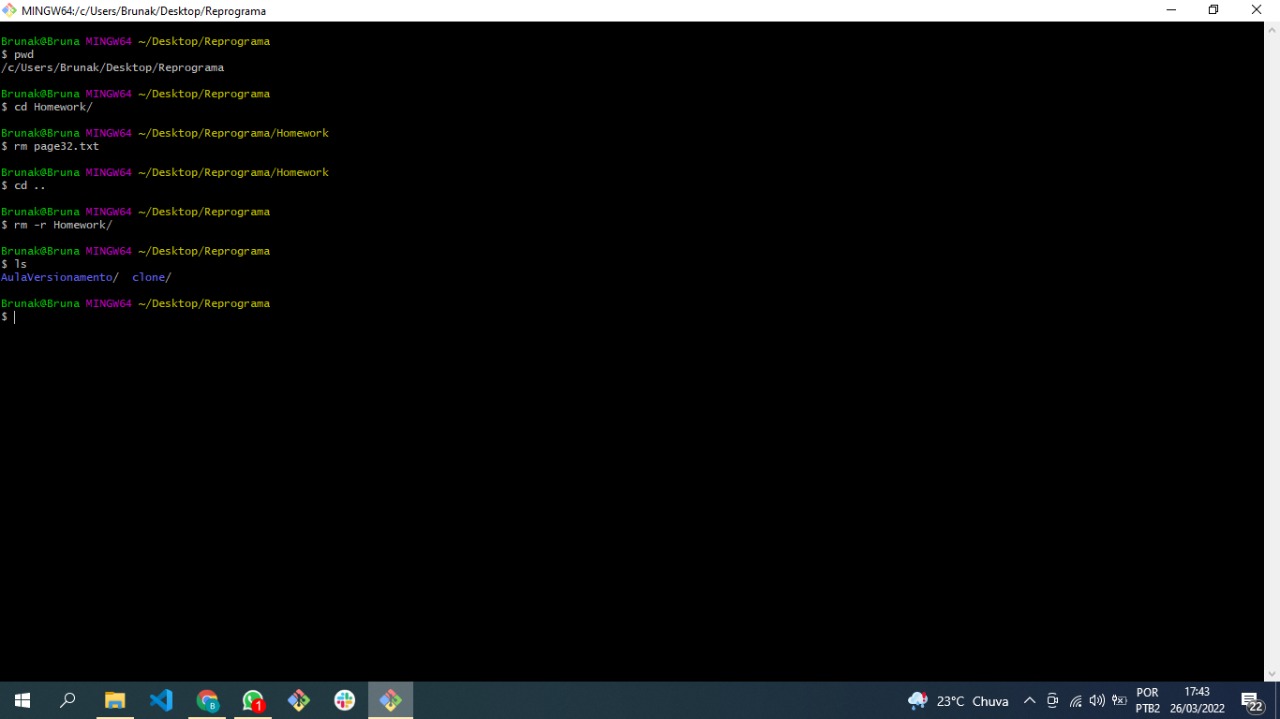 MINGW64:/c/Users/Brunak/Desktop/Reprograma
Brunak@Bruna MINGW64 ~/Desktop/Reprograma
$ pwd
/c/Users/Brunak/Desktop/Reprograma
Brunak@Bruna MINGW64 ~/Desktop/Reprograma
$ cd Homework/
Brunak@Bruna MINGW64 ~/Desktop/Reprograma/Homework
$ rm page32.txt
Brunak@Bruna MINGW64 ~/Desktop/Reprograma/Homework
$ cd ..
Brunak@Bruna MINGW64 ~/Desktop/Reprograma
$ rm -r Homework/
Brunak@Bruna MINGW64 ~/Desktop/Reprograma
$ ls
AulaVersionamento/  clone/
Brunak@Bruna MINGW64 ~/Desktop/Reprograma
$
B
1
23°C Chuva
POR
PTB2
17:43
26/03/2022
22